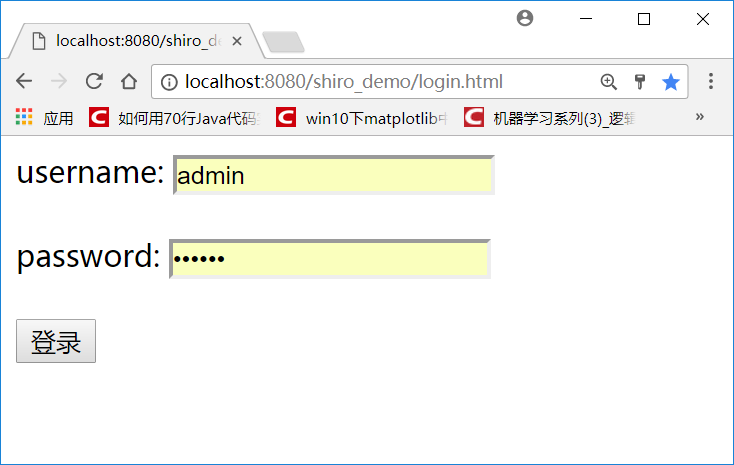 localhost:8080/shiro_de
localhost:8080/shiro_demo/login.html
应用 如何用70行Java代码 win10下matplotlib中 机器学习系列(3)_逻辑 »
username: admin
password: ••••••
登录